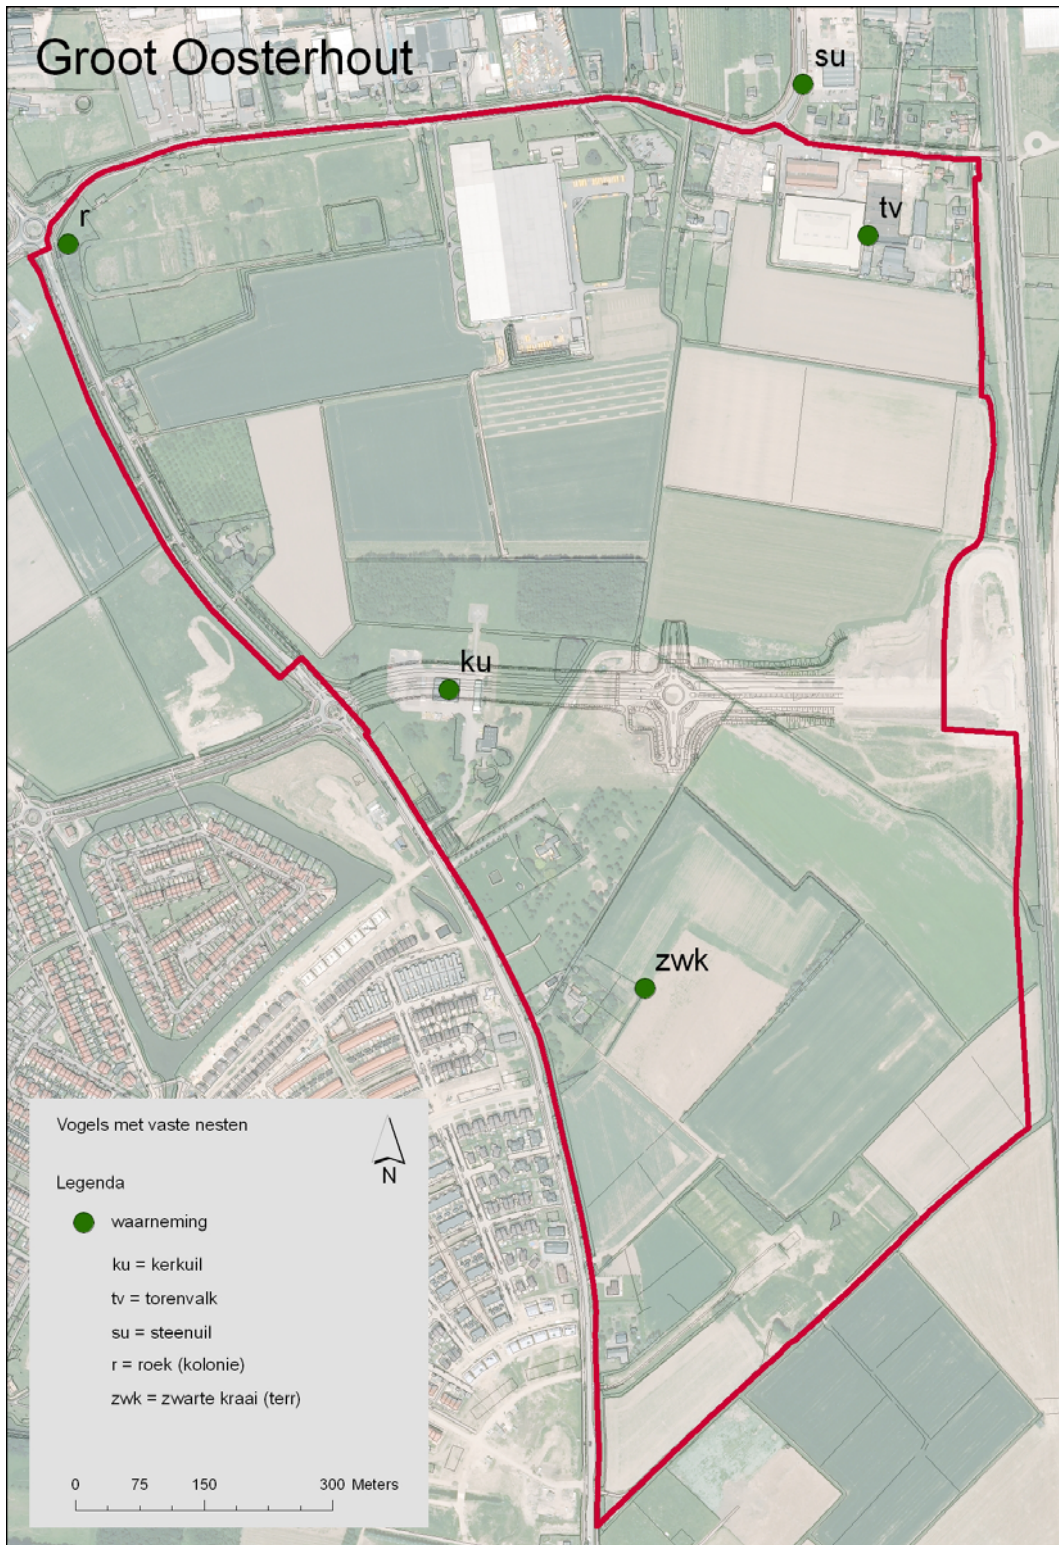 Groot Oosterhout
su
r
tv
ku
zwk
Vogels met vaste nesten
N
Legenda
waarneming
ku = kerkuil
tv = torenvalk
su = steenuil
r = roek (kolonie)
zwk = zwarte kraai (terr)
0 75 150 300 Meters